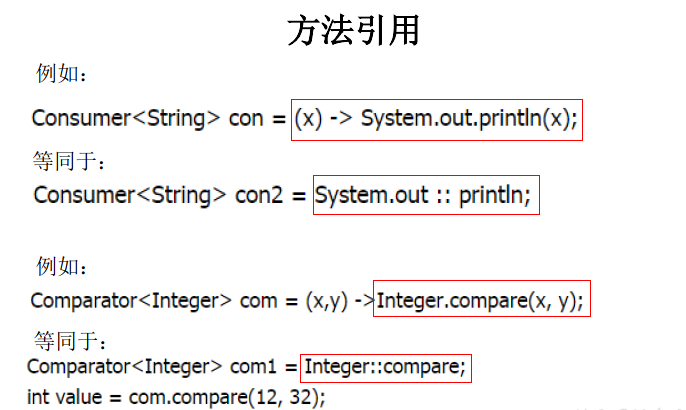 方法引用
例如：
Consumer<String> con = (x) -> System.out.println(x);
等同于：
Consumer<String> con2 = System.out :: println;
例如：
Comparator<Integer> com = (x,y) ->Integer.compare(x, y);
等同于：
Comparator<Integer> com1 = Integer::compare;
int value = com.compare(12, 32);